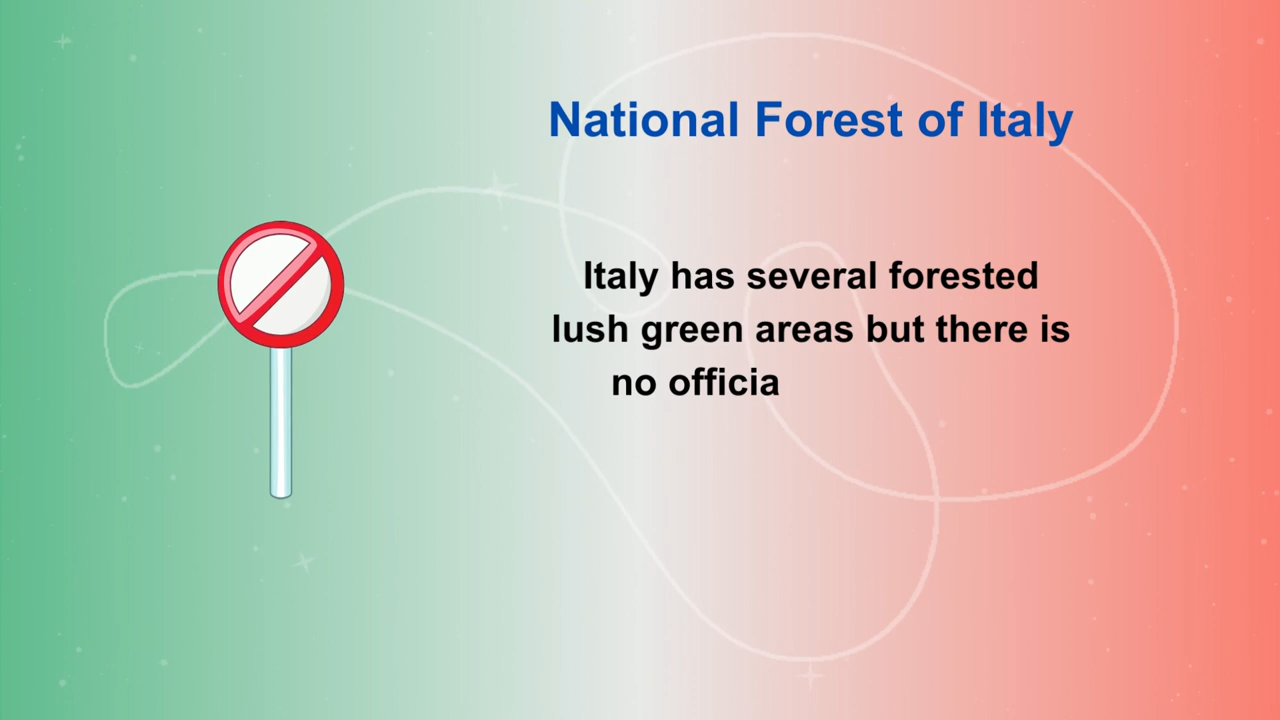 National Forest of Italy
Italy has several forested
lush green areas but there is
no officia